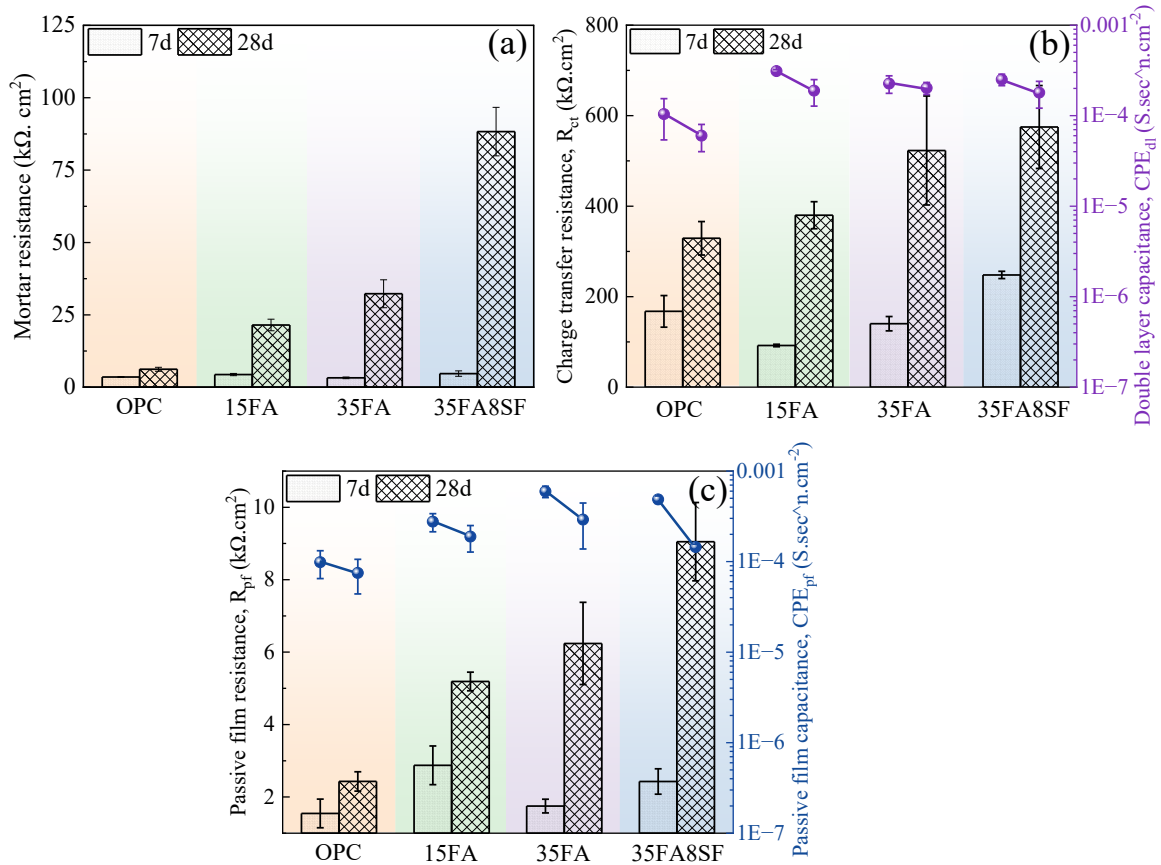 (a)
7d 28d
Mortar resistance (kΩ. cm²)
125
100
75
50
25
0
OPC 15FA 35FA 35FA8SF
(b)
7d 28d
Charge transfer resistance, R_ct (kΩ.cm²)
800
600
400
200
0
OPC 15FA 35FA 35FA8SF
0.001
1E−4
1E−5
1E−6
1E−7
Double layer capacitance, CPE_dl (S.sec^n.cm⁻²)
(c)
7d 28d
Passive film resistance, R_pf (kΩ.cm²)
10
8
6
4
2
OPC 15FA 35FA 35FA8SF
0.001
1E−4
1E−5
1E−6
1E−7
Passive film capacitance, CPE_pf (S.sec^n.cm⁻²)